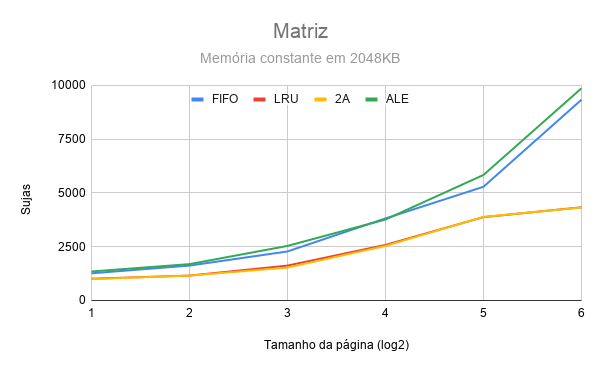 Matriz
Memória constante em 2048KB
FIFO LRU 2A ALE
10000
7500
5000
2500
0
Sujas
1 2 3 4 5 6
Tamanho da página (log2)